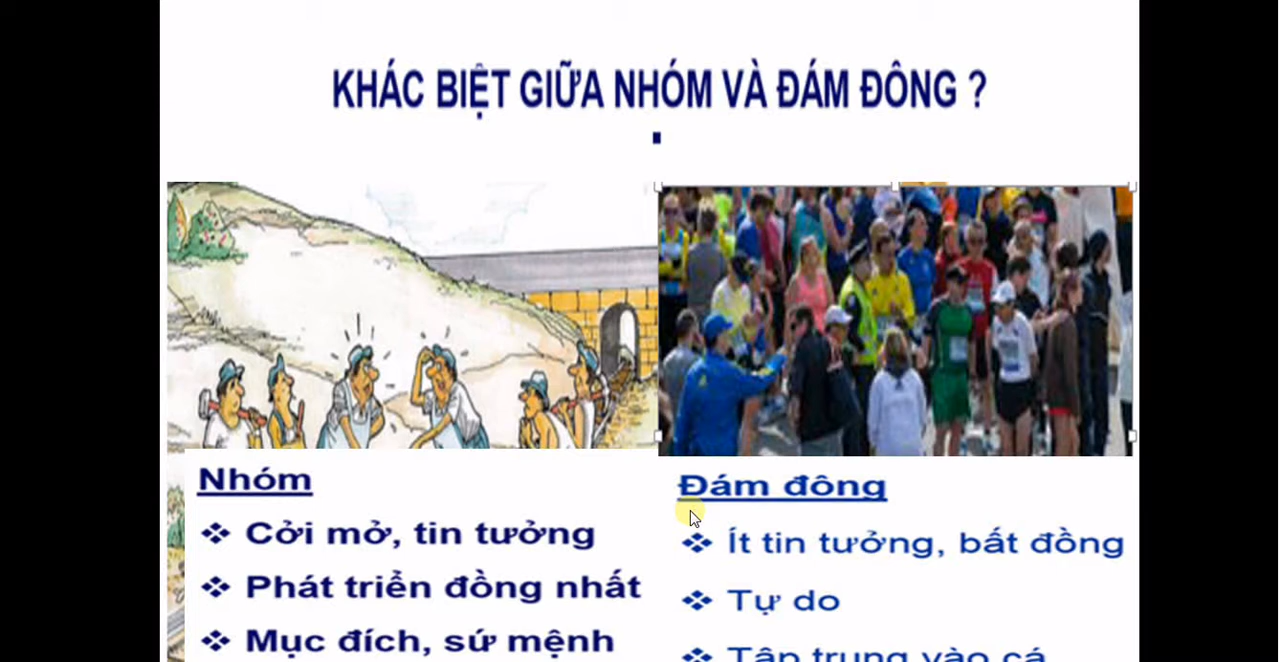 KHÁC BIỆT GIỮA NHÓM VÀ ĐÁM ĐÔNG ?
Nhóm
Cởi mở, tin tưởng
Phát triển đồng nhất
Mục đích, sứ mệnh
Đám đông
Ít tin tưởng, bất đồng
Tự do
Tập trung vào cá